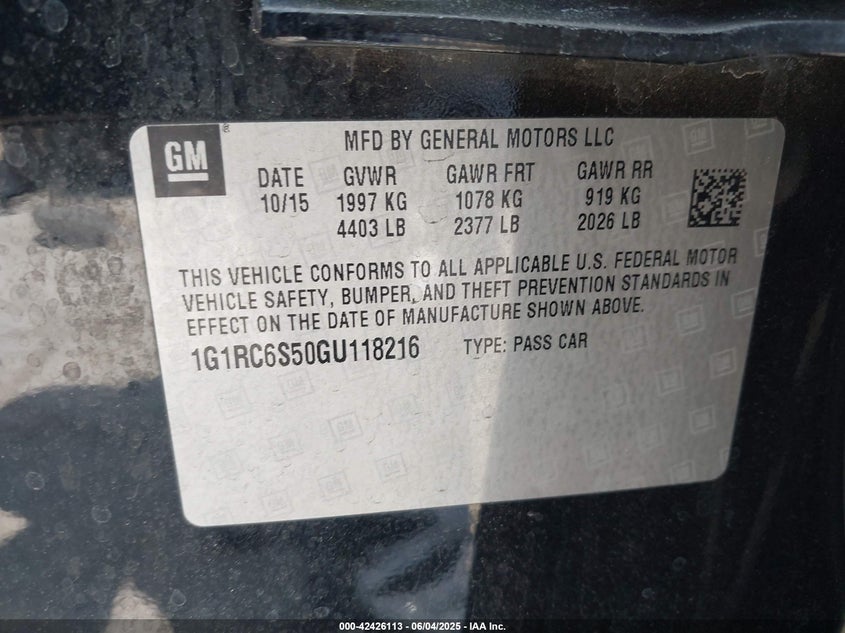 GM
MFD BY GENERAL MOTORS LLC
DATE GVWR GAWR FRT GAWR RR
10/15 1997 KG 1078 KG 919 KG
4403 LB 2377 LB 2026 LB
THIS VEHICLE CONFORMS TO ALL APPLICABLE U.S. FEDERAL MOTOR
VEHICLE SAFETY, BUMPER, AND THEFT PREVENTION STANDARDS IN
EFFECT ON THE DATE OF MANUFACTURE SHOWN ABOVE.
1G1RC6S50GU118216 TYPE: PASS CAR
000-42426113 - 06/04/2025 - IAA Inc.